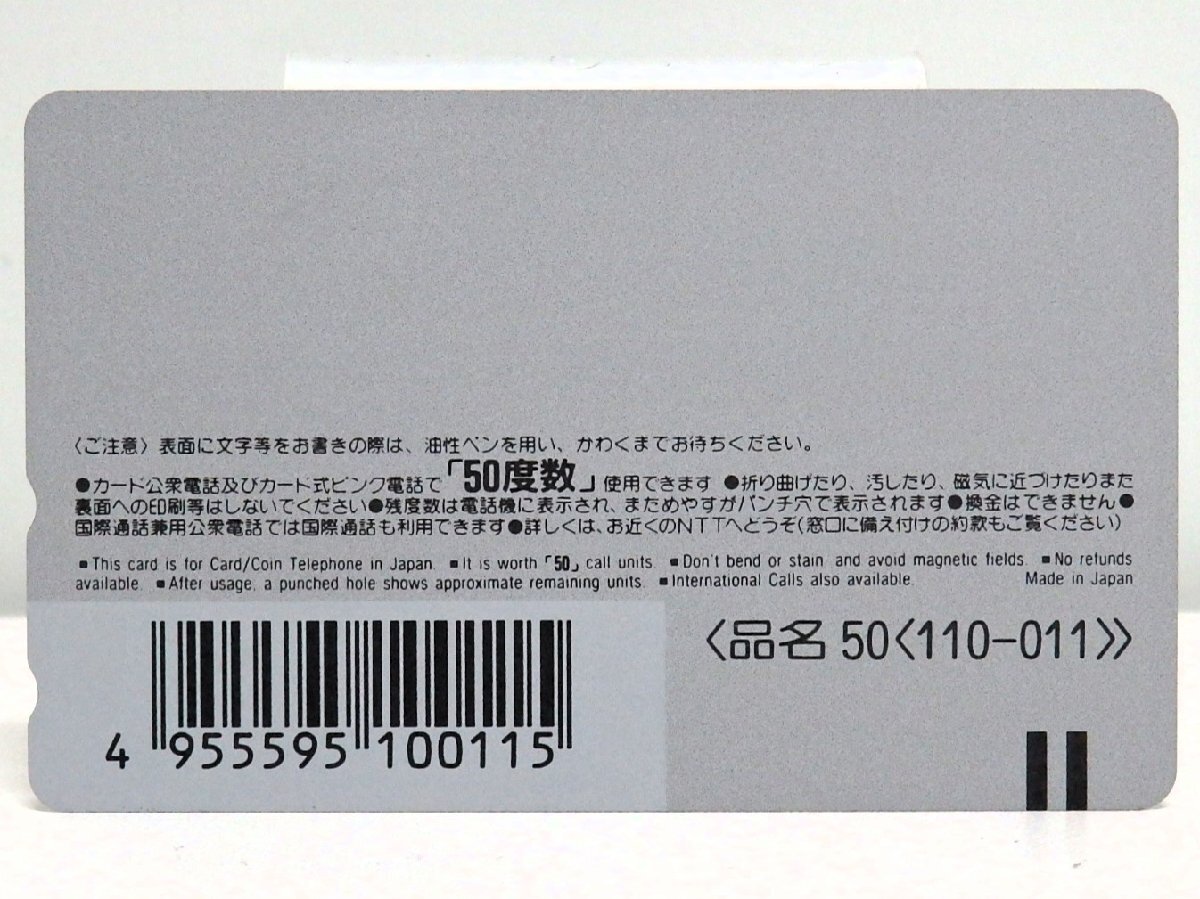 〈ご注意〉表面に文字等をお書きの際は、油性ペンを用い、かわくまでお待ちください。
●カード公衆電話及びカード式ピンク電話で「50度数」使用できます ●折り曲げたり、汚したり、磁気に近づけたりまた
裏面への印刷等はしないでください●残度数は電話機に表示され、まためやすがパンチ穴で表示されます●換金はできません●
国際通話兼用公衆電話では国際通話も利用できます●詳しくは、お近くのNTTへどうぞ(窓口に備え付けの約款もご覧ください)
■This card is for Card/Coin Telephone in Japan. ■It is worth「50」call units. ■Don't bend or stain, and avoid magnetic fields. ■No refunds
available. ■After usage, a punched hole shows approximate remaining units. ■International Calls also available. Made in Japan
〈品名 50〈110-011〉〉
4 955595 100115